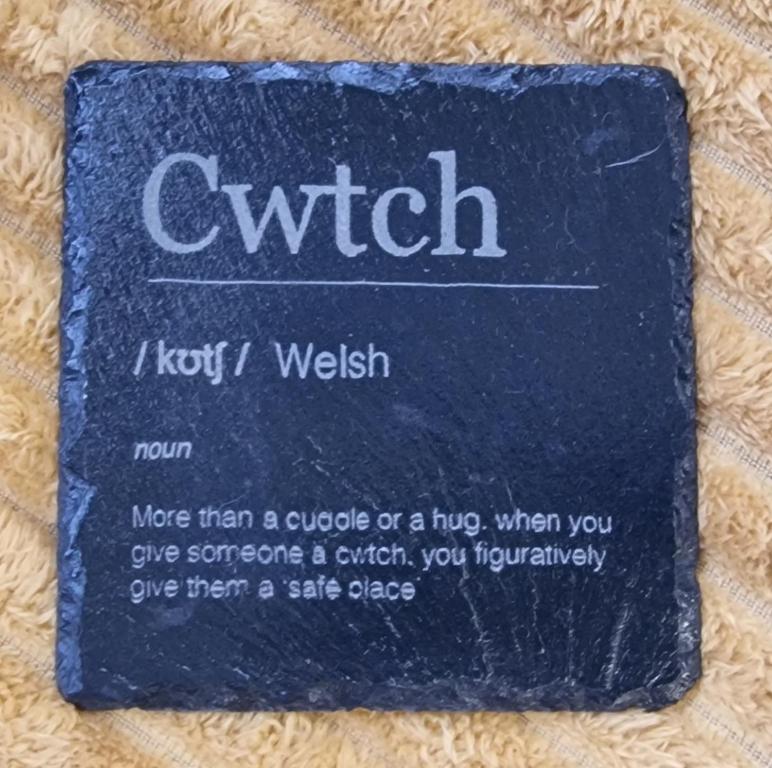 Cwtch
/kʊtʃ/ Welsh
noun
More than a cuddle or a hug. when you
give someone a cwtch, you figuratively
give them a 'safe place'